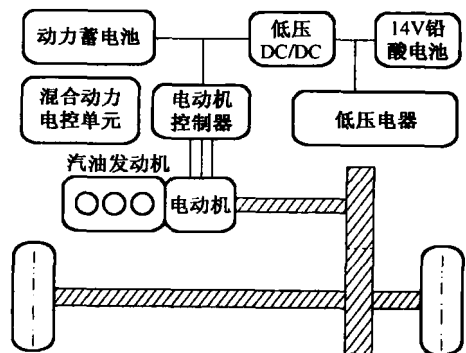 动力蓄电池
低压
DC/DC
14V铅
酸电池
混合动力
电控单元
电动机
控制器
低压电器
汽油发动机
电动机